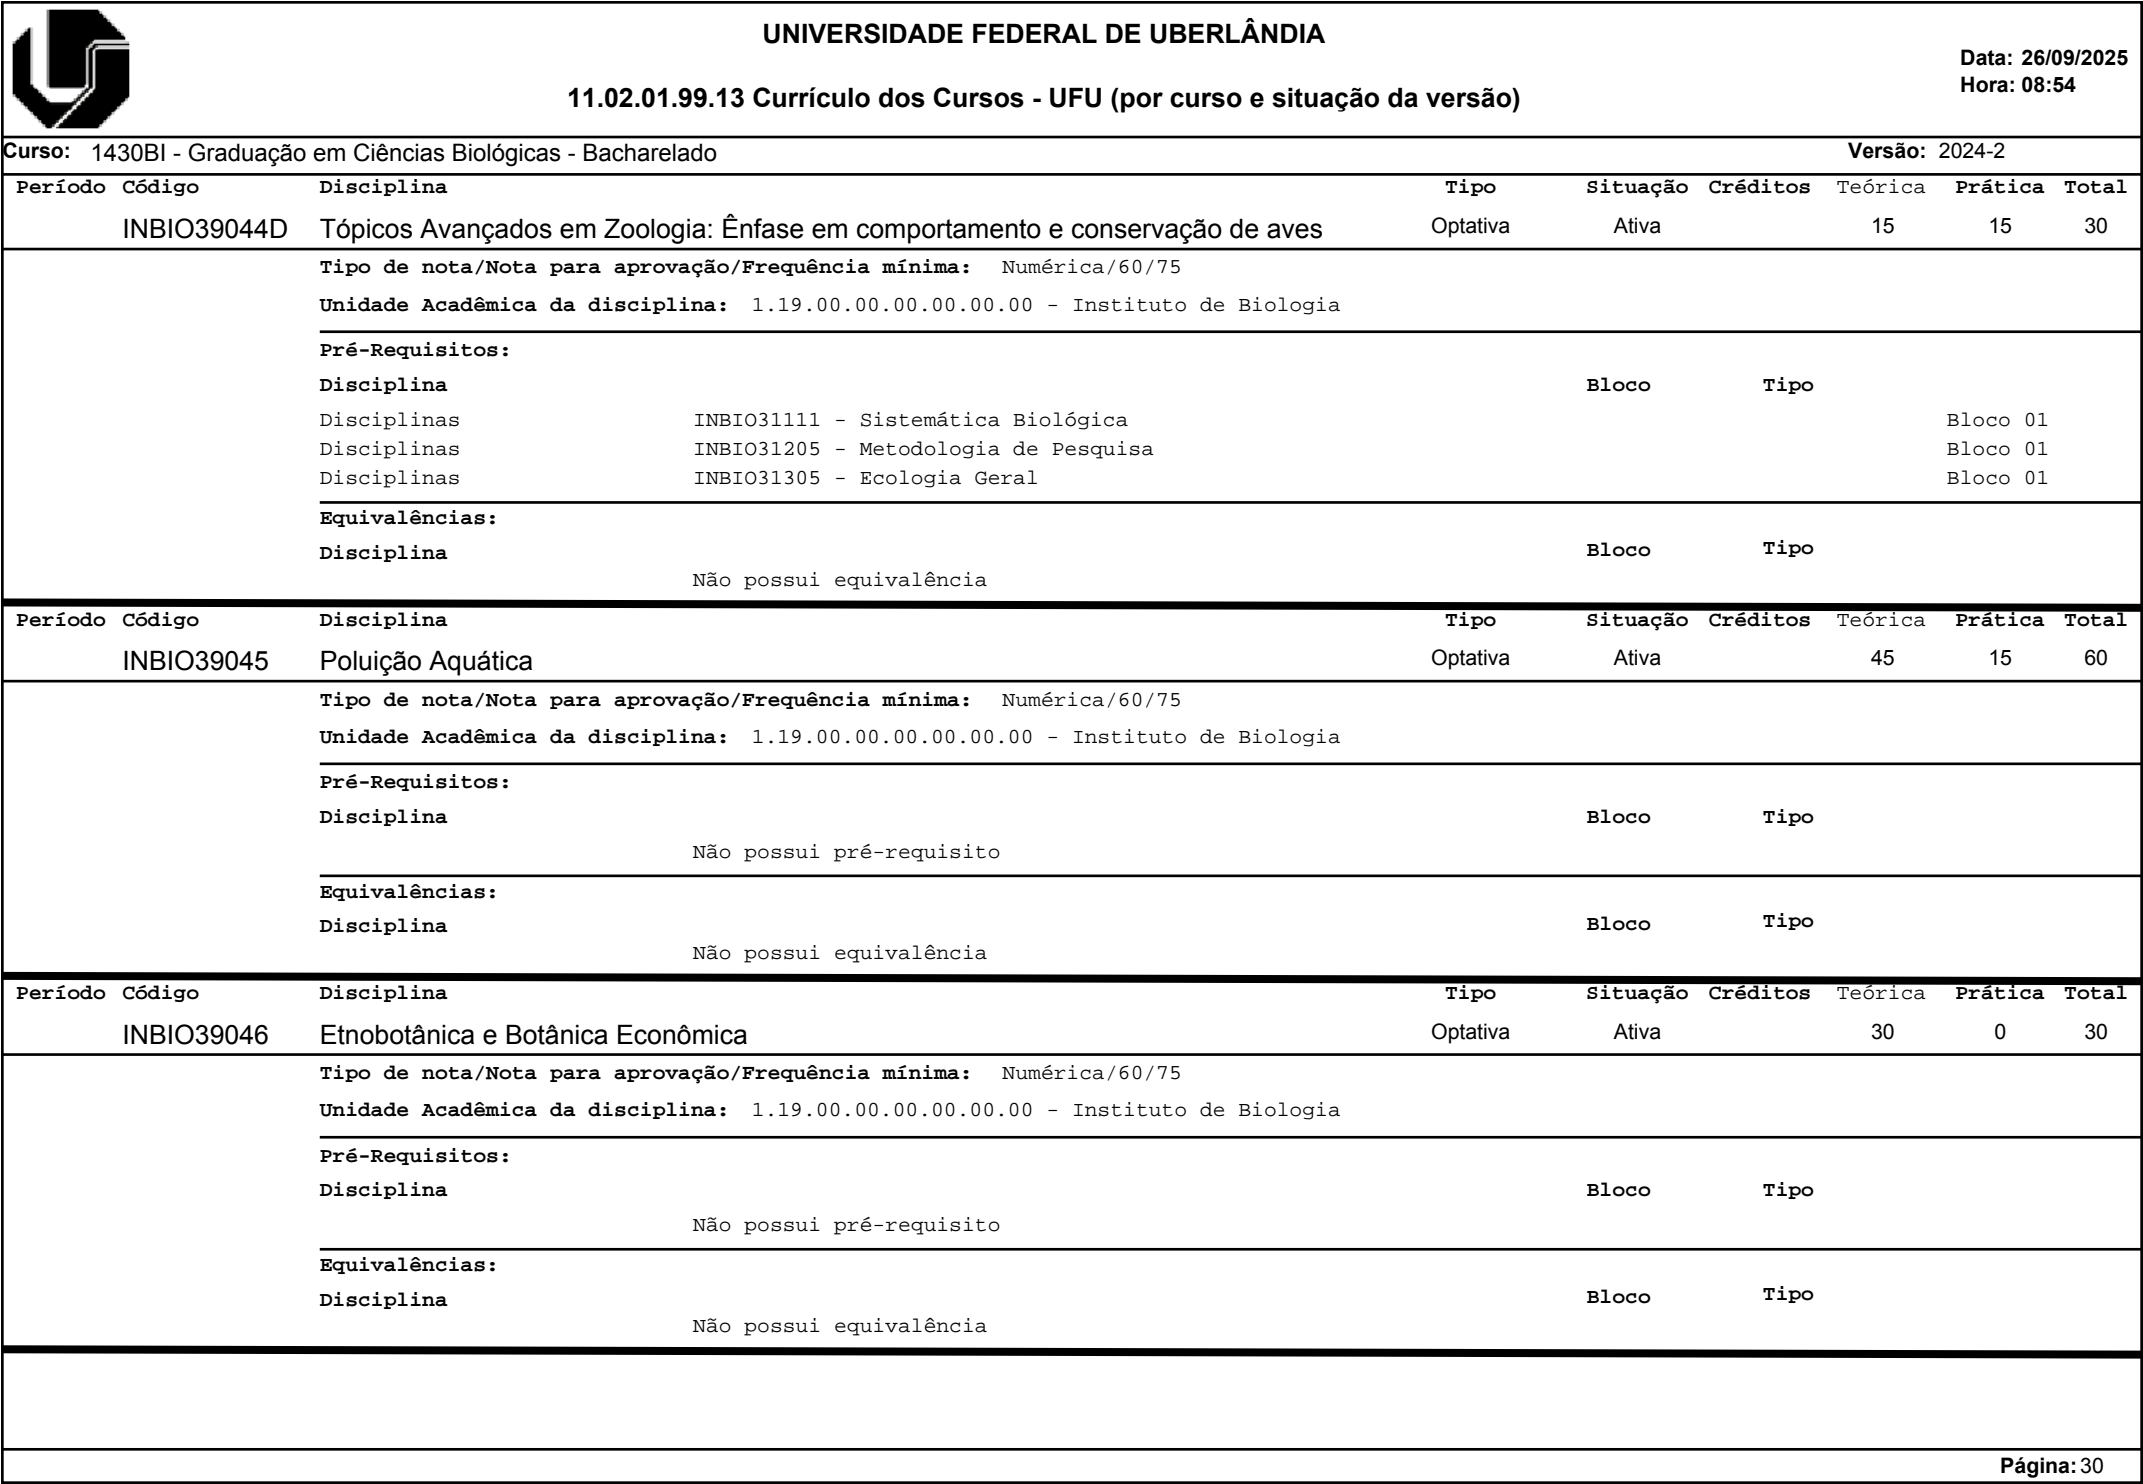 UNIVERSIDADE FEDERAL DE UBERLÂNDIA
Data: 26/09/2025
Hora: 08:54
11.02.01.99.13 Currículo dos Cursos - UFU (por curso e situação da versão)
Curso: 1430BI - Graduação em Ciências Biológicas - Bacharelado Versão: 2024-2
Período Código Disciplina Tipo Situação Créditos Teórica Prática Total
INBIO39044D Tópicos Avançados em Zoologia: Ênfase em comportamento e conservação de aves Optativa Ativa 15 15 30
Tipo de nota/Nota para aprovação/Frequência mínima: Numérica/60/75
Unidade Acadêmica da disciplina: 1.19.00.00.00.00.00.00 - Instituto de Biologia
Pré-Requisitos:
Disciplina Bloco Tipo
Disciplinas INBIO31111 - Sistemática Biológica Bloco 01
Disciplinas INBIO31205 - Metodologia de Pesquisa Bloco 01
Disciplinas INBIO31305 - Ecologia Geral Bloco 01
Equivalências:
Disciplina Bloco Tipo
Não possui equivalência
Período Código Disciplina Tipo Situação Créditos Teórica Prática Total
INBIO39045 Poluição Aquática Optativa Ativa 45 15 60
Tipo de nota/Nota para aprovação/Frequência mínima: Numérica/60/75
Unidade Acadêmica da disciplina: 1.19.00.00.00.00.00.00 - Instituto de Biologia
Pré-Requisitos:
Disciplina Bloco Tipo
Não possui pré-requisito
Equivalências:
Disciplina Bloco Tipo
Não possui equivalência
Período Código Disciplina Tipo Situação Créditos Teórica Prática Total
INBIO39046 Etnobotânica e Botânica Econômica Optativa Ativa 30 0 30
Tipo de nota/Nota para aprovação/Frequência mínima: Numérica/60/75
Unidade Acadêmica da disciplina: 1.19.00.00.00.00.00.00 - Instituto de Biologia
Pré-Requisitos:
Disciplina Bloco Tipo
Não possui pré-requisito
Equivalências:
Disciplina Bloco Tipo
Não possui equivalência
Página: 30